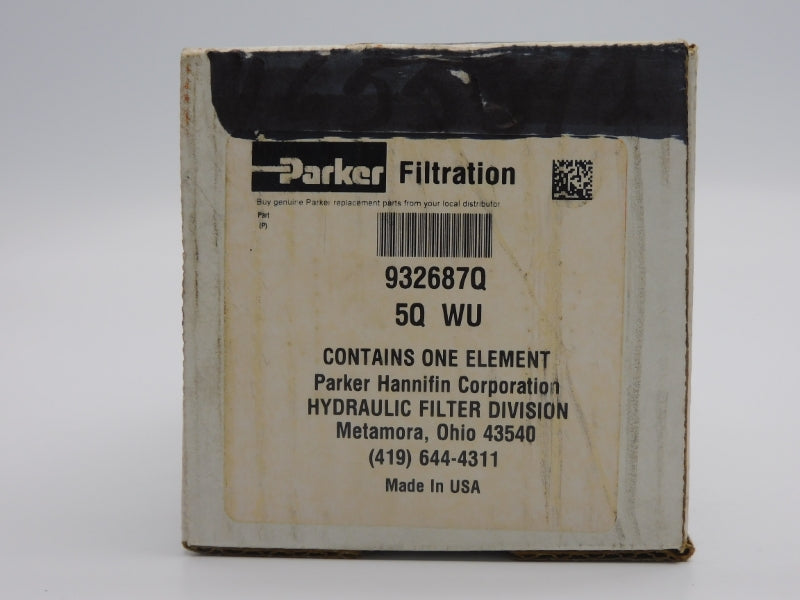 Parker Filtration
Buy genuine Parker replacement parts from your local distributor
Part
(P)
932687Q
5Q WU
CONTAINS ONE ELEMENT
Parker Hannifin Corporation
HYDRAULIC FILTER DIVISION
Metamora, Ohio 43540
(419) 644-4311
Made In USA